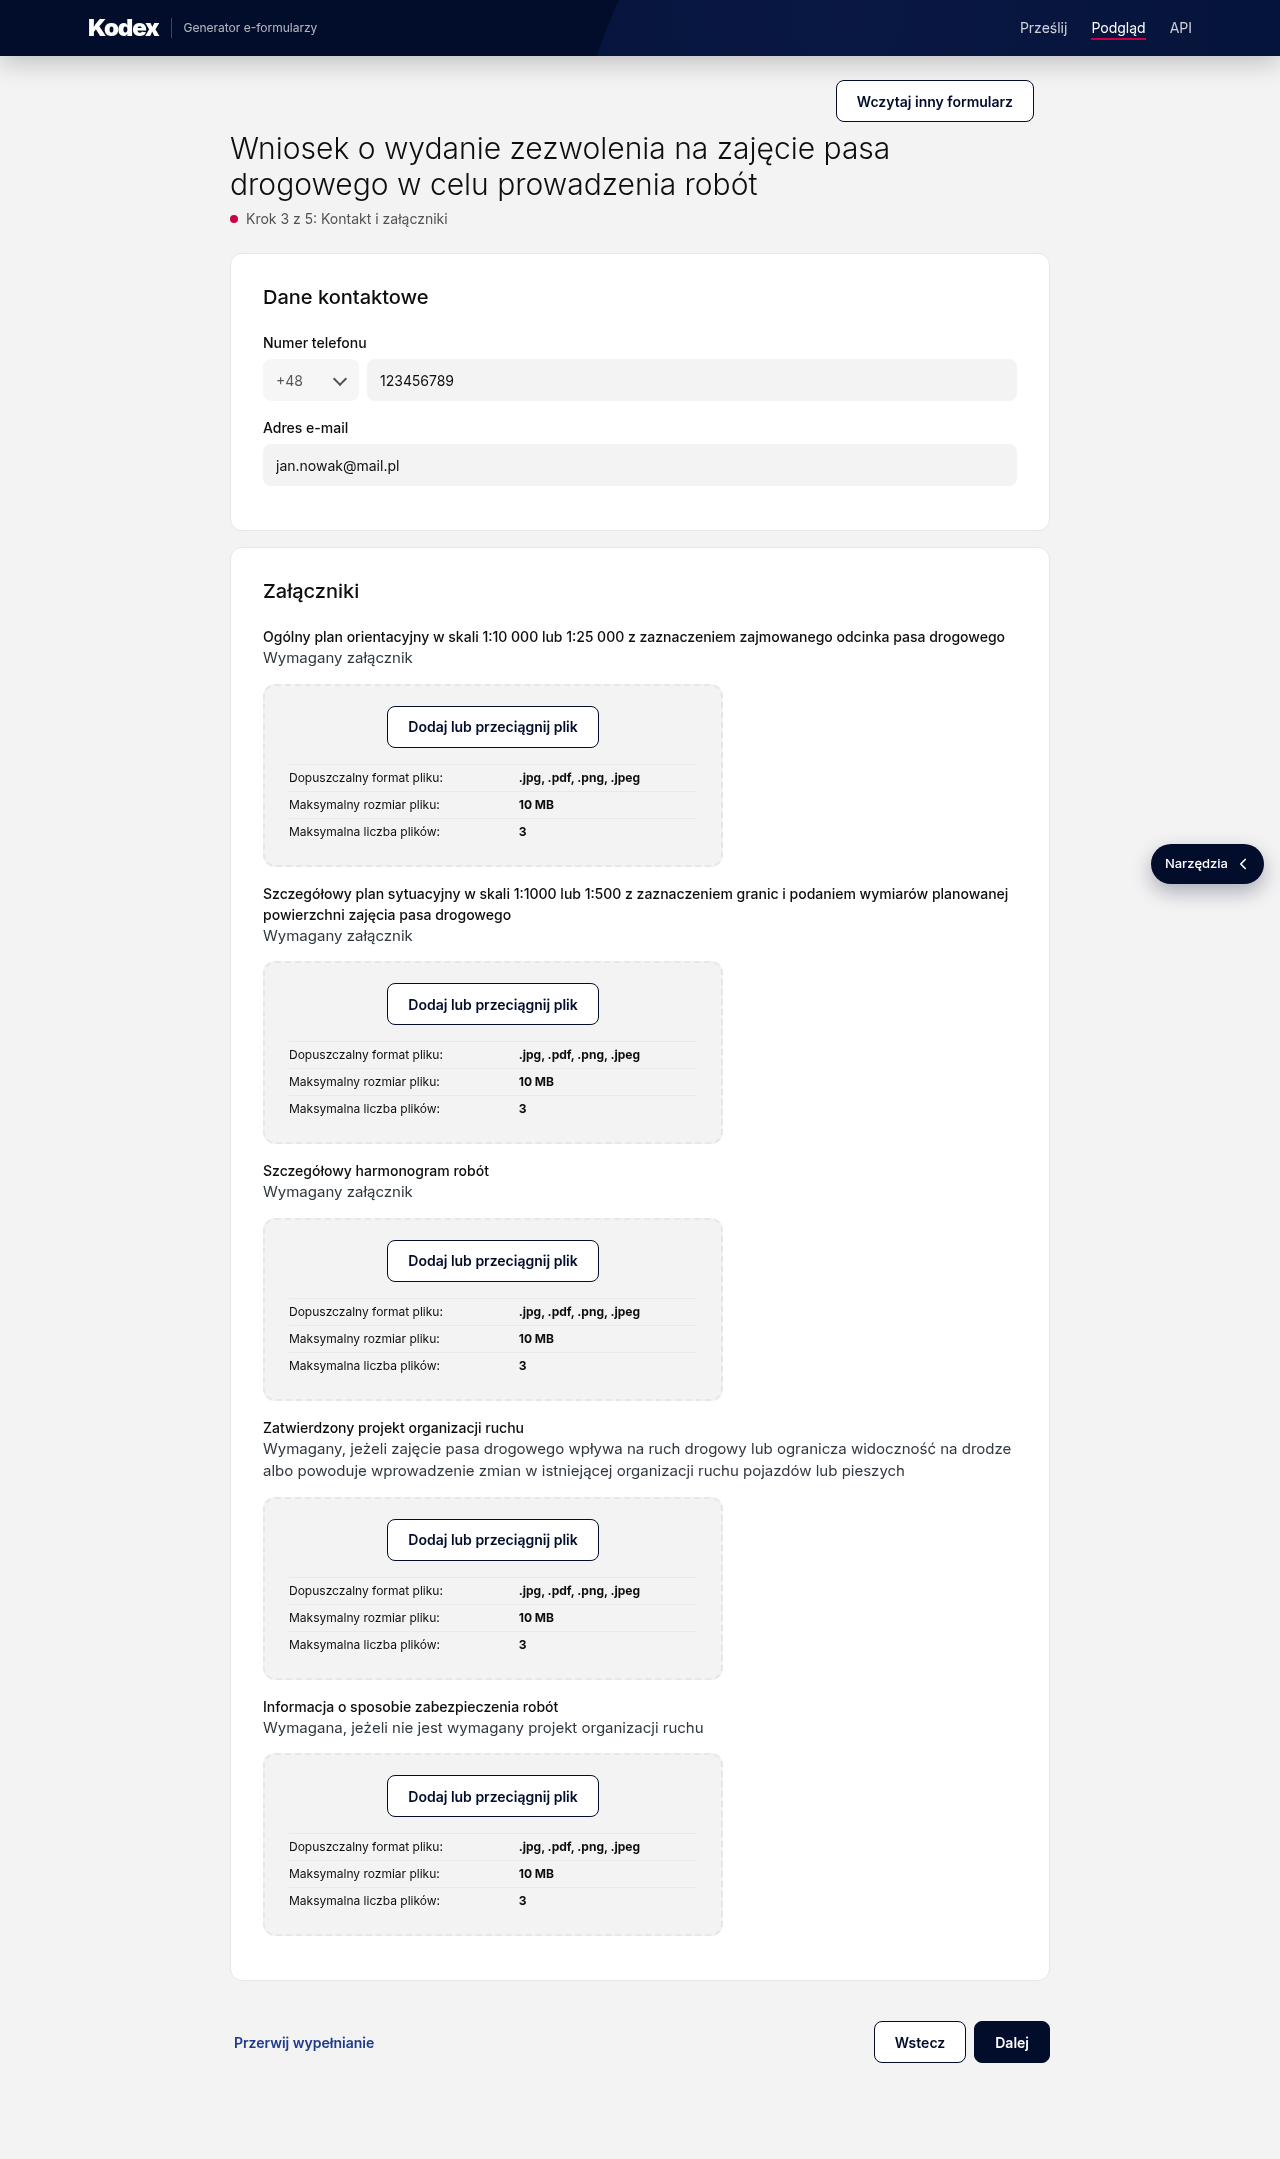 Kodex
Generator e-formularzy
Prześlij
Podgląd
API
Wczytaj inny formularz
Wniosek o wydanie zezwolenia na zajęcie pasa
drogowego w celu prowadzenia robót
Krok 3 z 5: Kontakt i załączniki
Dane kontaktowe
Numer telefonu
+48
123456789
Adres e-mail
jan.nowak@mail.pl
Załączniki
Ogólny plan orientacyjny w skali 1:10 000 lub 1:25 000 z zaznaczeniem zajmowanego odcinka pasa drogowego
Wymagany załącznik
Dodaj lub przeciągnij plik
Dopuszczalny format pliku: .jpg, .pdf, .png, .jpeg
Maksymalny rozmiar pliku: 10 MB
Maksymalna liczba plików: 3
Narzędzia
Szczegółowy plan sytuacyjny w skali 1:1000 lub 1:500 z zaznaczeniem granic i podaniem wymiarów planowanej
powierzchni zajęcia pasa drogowego
Wymagany załącznik
Dodaj lub przeciągnij plik
Dopuszczalny format pliku: .jpg, .pdf, .png, .jpeg
Maksymalny rozmiar pliku: 10 MB
Maksymalna liczba plików: 3
Szczegółowy harmonogram robót
Wymagany załącznik
Dodaj lub przeciągnij plik
Dopuszczalny format pliku: .jpg, .pdf, .png, .jpeg
Maksymalny rozmiar pliku: 10 MB
Maksymalna liczba plików: 3
Zatwierdzony projekt organizacji ruchu
Wymagany, jeżeli zajęcie pasa drogowego wpływa na ruch drogowy lub ogranicza widoczność na drodze
albo powoduje wprowadzenie zmian w istniejącej organizacji ruchu pojazdów lub pieszych
Dodaj lub przeciągnij plik
Dopuszczalny format pliku: .jpg, .pdf, .png, .jpeg
Maksymalny rozmiar pliku: 10 MB
Maksymalna liczba plików: 3
Informacja o sposobie zabezpieczenia robót
Wymagana, jeżeli nie jest wymagany projekt organizacji ruchu
Dodaj lub przeciągnij plik
Dopuszczalny format pliku: .jpg, .pdf, .png, .jpeg
Maksymalny rozmiar pliku: 10 MB
Maksymalna liczba plików: 3
Przerwij wypełnianie
Wstecz
Dalej